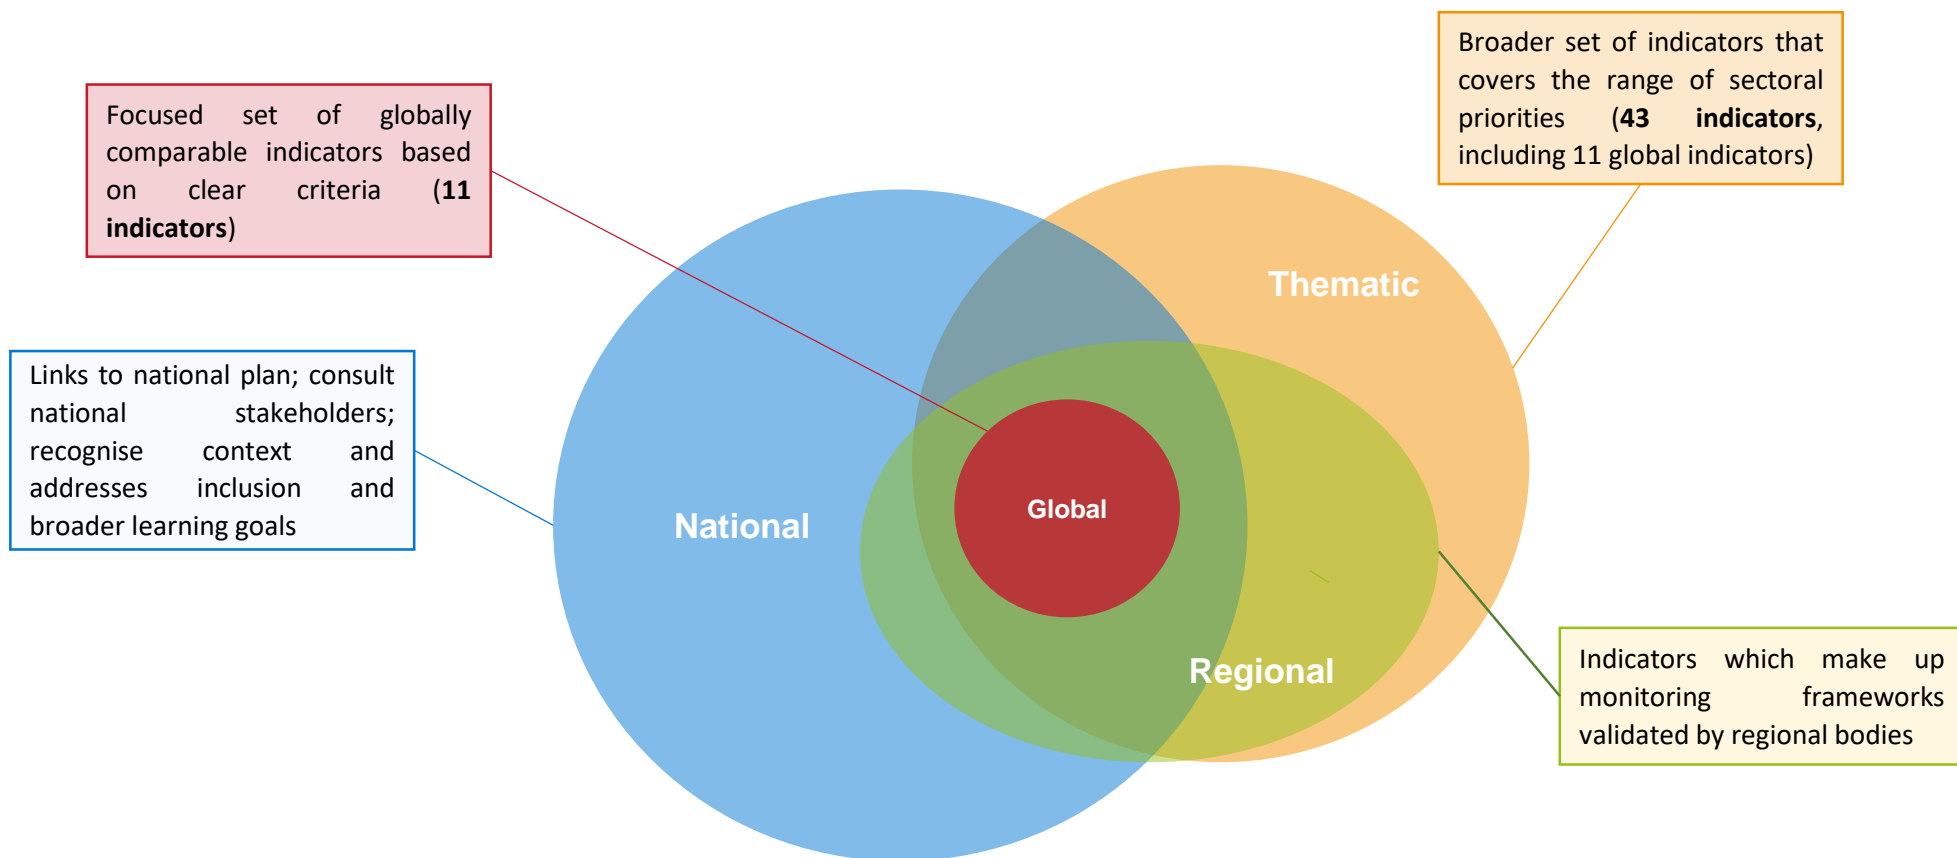 Focused set of globally
comparable indicators based
on clear criteria (11
indicators)
Broader set of indicators that
covers the range of sectoral
priorities (43 indicators,
including 11 global indicators)
Links to national plan; consult
national stakeholders;
recognise context and
addresses inclusion and
broader learning goals
Thematic
National
Global
Regional
Indicators which make up
monitoring frameworks
validated by regional bodies